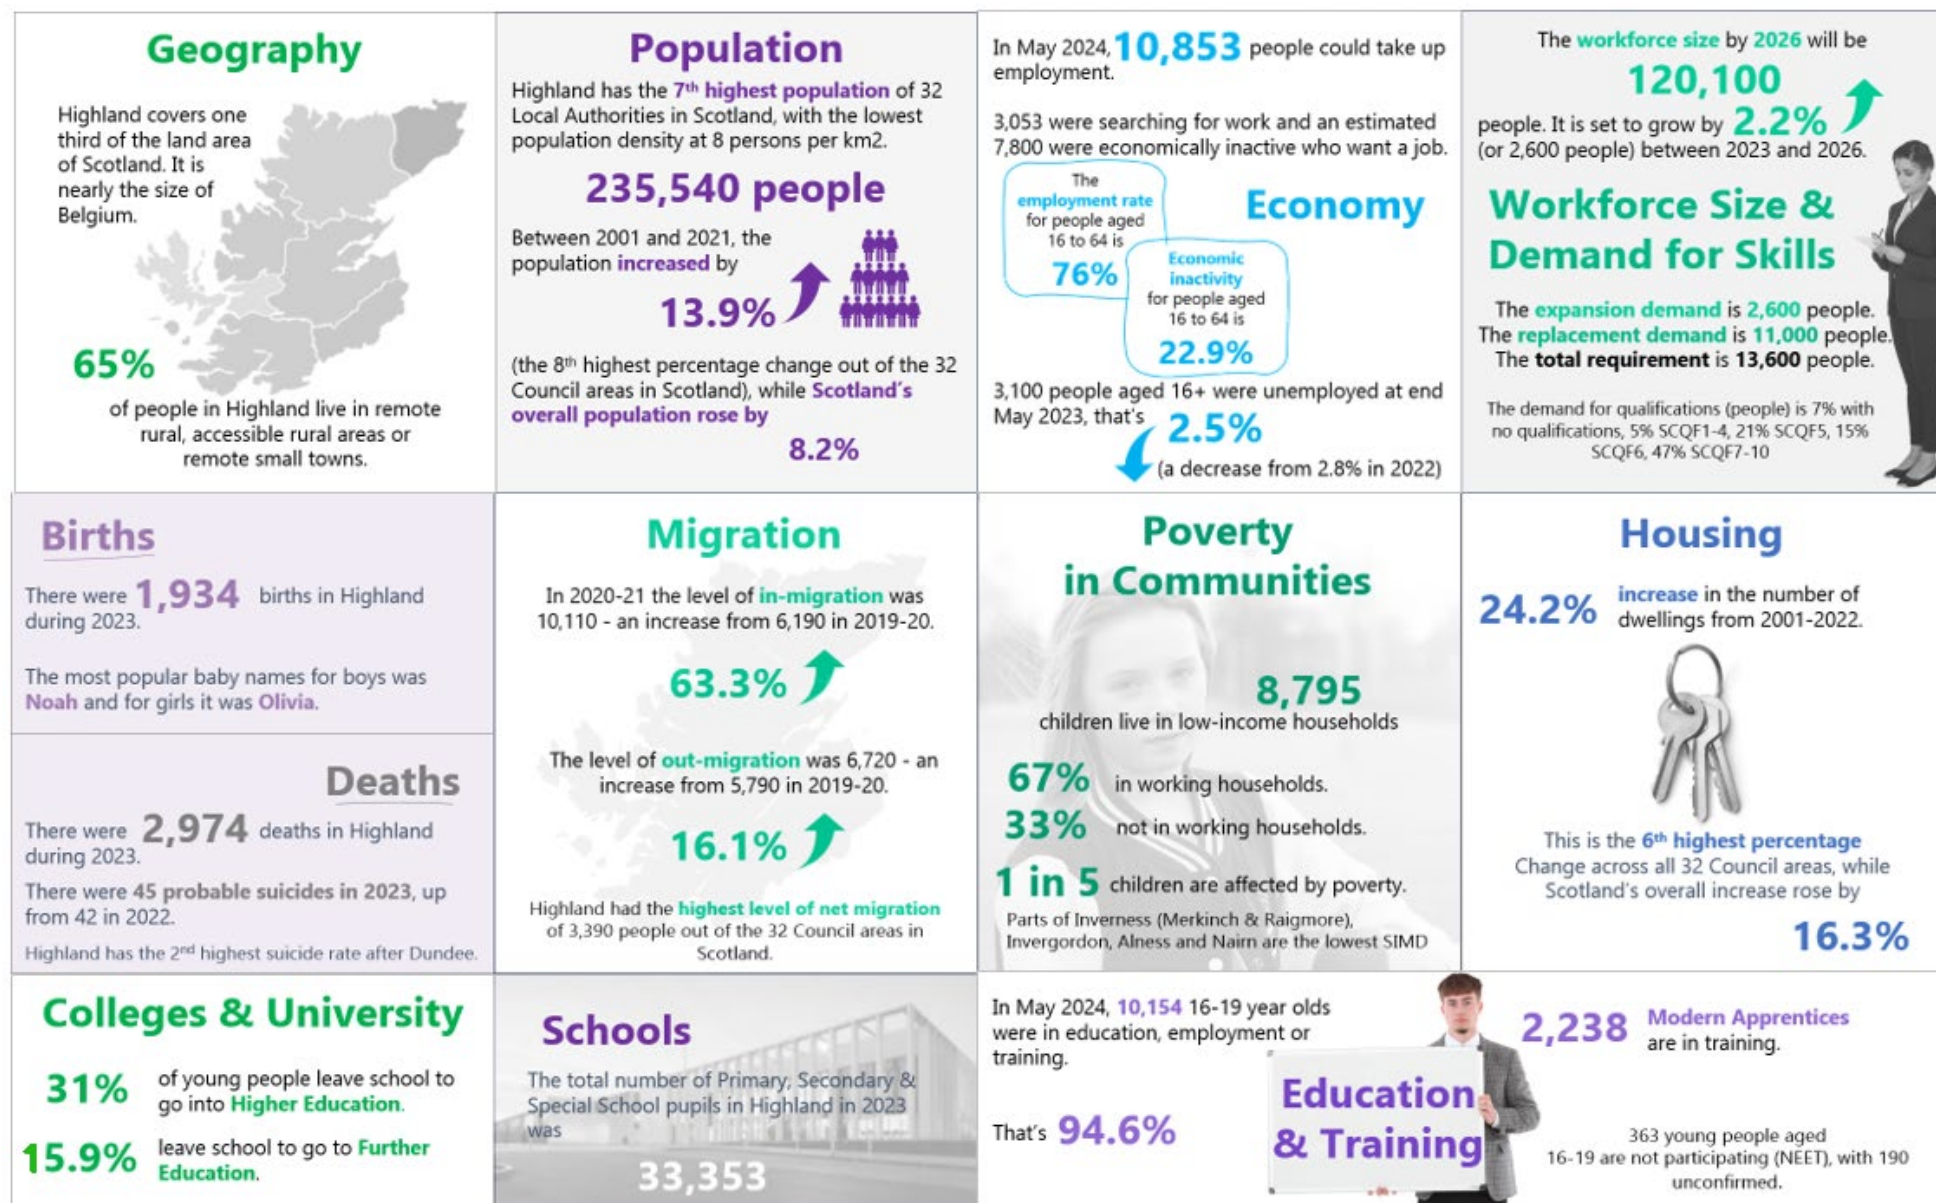 Geography
Highland covers one
third of the land area
of Scotland. It is
nearly the size of
Belgium.
65%
of people in Highland live in remote
rural, accessible rural areas or
remote small towns.
Population
Highland has the 7th highest population of 32
Local Authorities in Scotland, with the lowest
population density at 8 persons per km2.
235,540 people
Between 2001 and 2021, the
population increased by
13.9%
(the 8th highest percentage change out of the 32
Council areas in Scotland), while Scotland's
overall population rose by
8.2%
In May 2024, 10,853 people could take up
employment.
3,053 were searching for work and an estimated
7,800 were economically inactive who want a job.
The
employment rate
for people aged
16 to 64 is
76%
Economy
Economic
inactivity
for people aged
16 to 64 is
22.9%
3,100 people aged 16+ were unemployed at end
May 2023, that's
2.5%
(a decrease from 2.8% in 2022)
The workforce size by 2026 will be
120,100
people. It is set to grow by 2.2%
(or 2,600 people) between 2023 and 2026.
Workforce Size &
Demand for Skills
The expansion demand is 2,600 people.
The replacement demand is 11,000 people.
The total requirement is 13,600 people.
The demand for qualifications (people) is 7% with
no qualifications, 5% SCQF1-4, 21% SCQF5, 15%
SCQF6, 47% SCQF7-10
Births
There were 1,934 births in Highland
during 2023.
The most popular baby names for boys was
Noah and for girls it was Olivia.
Deaths
There were 2,974 deaths in Highland
during 2023.
There were 45 probable suicides in 2023, up
from 42 in 2022.
Highland has the 2nd highest suicide rate after Dundee.
Migration
In 2020-21 the level of in-migration was
10,110 - an increase from 6,190 in 2019-20.
63.3%
The level of out-migration was 6,720 - an
increase from 5,790 in 2019-20.
16.1%
Highland had the highest level of net migration
of 3,390 people out of the 32 Council areas in
Scotland.
Poverty
in Communities
8,795
children live in low-income households
67% in working households.
33% not in working households.
1 in 5 children are affected by poverty.
Parts of Inverness (Merkinch & Raigmore),
Invergordon, Alness and Nairn are the lowest SIMD
Housing
24.2%
increase in the number of
dwellings from 2001-2022.
This is the 6th highest percentage
Change across all 32 Council areas, while
Scotland's overall increase rose by
16.3%
Colleges & University
31%
of young people leave school to
go into Higher Education.
15.9%
leave school to go to Further
Education.
Schools
The total number of Primary, Secondary &
Special School pupils in Highland in 2023
was
33,353
In May 2024, 10,154 16-19 year olds
were in education, employment or
training.
That's 94.6%
Education
& Training
2,238
Modern Apprentices
are in training.
363 young people aged
16-19 are not participating (NEET), with 190
unconfirmed.